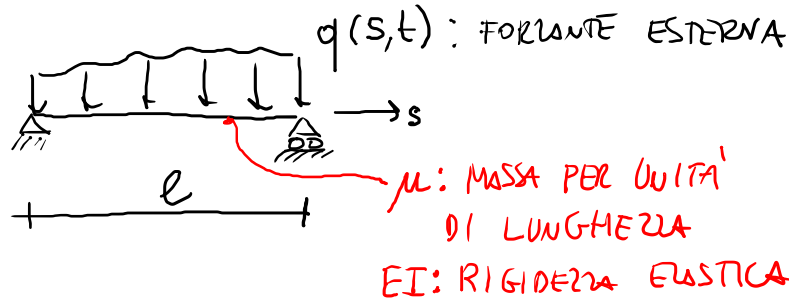 q(s,t): FORZANTE ESTERNA
s
l
μ: MASSA PER UNITÀ
DI LUNGHEZZA
EI: RIGIDEZZA ELASTICA